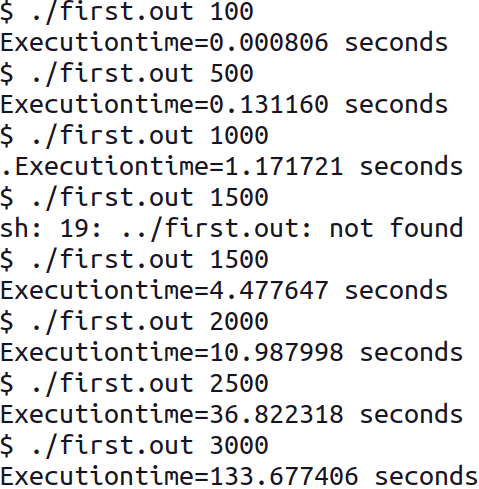 $ ./first.out 100
Executiontime=0.000806 seconds
$ ./first.out 500
Executiontime=0.131160 seconds
$ ./first.out 1000
.Executiontime=1.171721 seconds
$ ./first.out 1500
sh: 19: ../first.out: not found
$ ./first.out 1500
Executiontime=4.477647 seconds
$ ./first.out 2000
Executiontime=10.987998 seconds
$ ./first.out 2500
Executiontime=36.822318 seconds
$ ./first.out 3000
Executiontime=133.677406 seconds